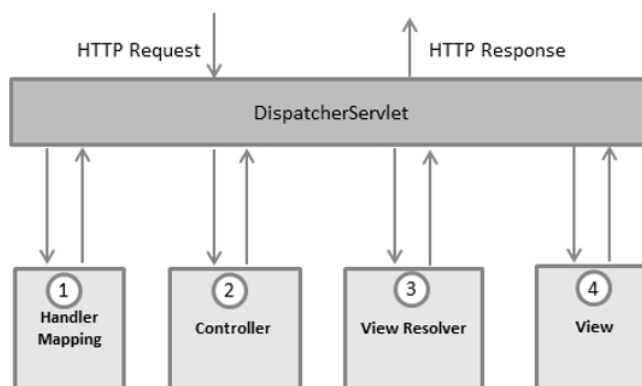 HTTP Request
HTTP Response
DispatcherServlet
1
Handler
Mapping
2
Controller
3
View Resolver
4
View